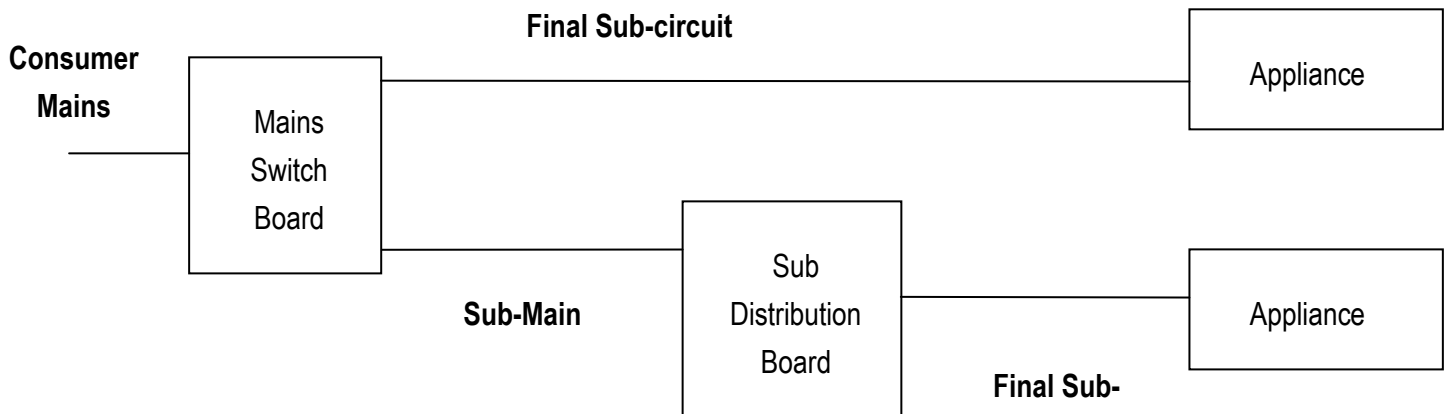 Final Sub-circuit
Consumer
Mains
Appliance
Mains
Switch
Board
Sub
Distribution
Board
Sub-Main
Appliance
Final Sub-